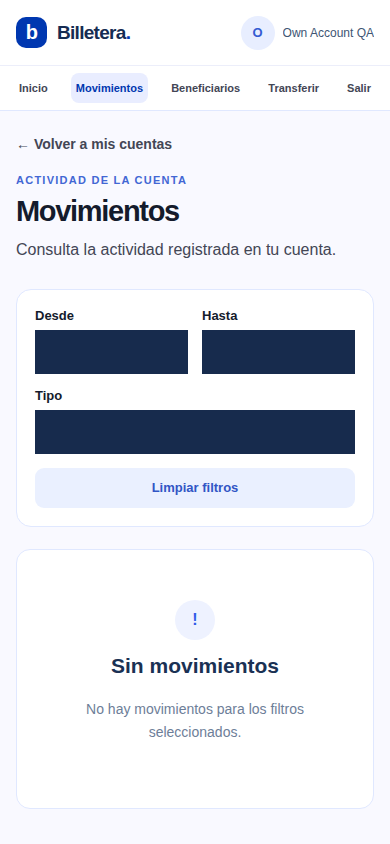 b Billetera. O Own Account QA
Inicio Movimientos Beneficiarios Transferir Salir
← Volver a mis cuentas
ACTIVIDAD DE LA CUENTA
Movimientos
Consulta la actividad registrada en tu cuenta.
Desde Hasta
Tipo
Limpiar filtros
!
Sin movimientos
No hay movimientos para los filtros
seleccionados.